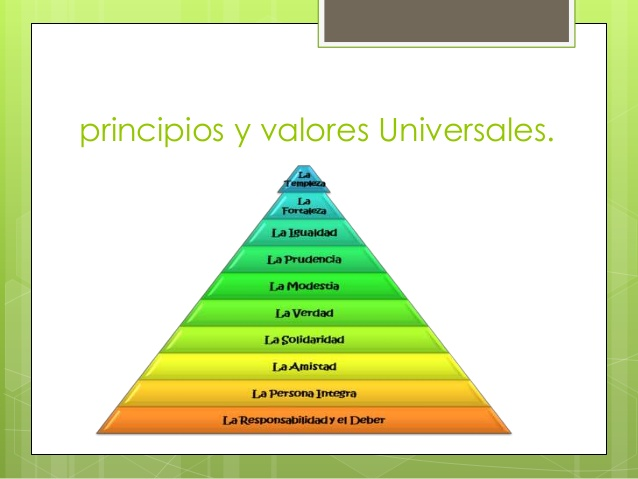 principios y valores Universales.
La
Templeza
La
Fortaleza
La Igualdad
La Prudencia
La Modestia
La Verdad
La Solidaridad
La Amistad
La Persona Integra
La Responsabilidad y el Deber